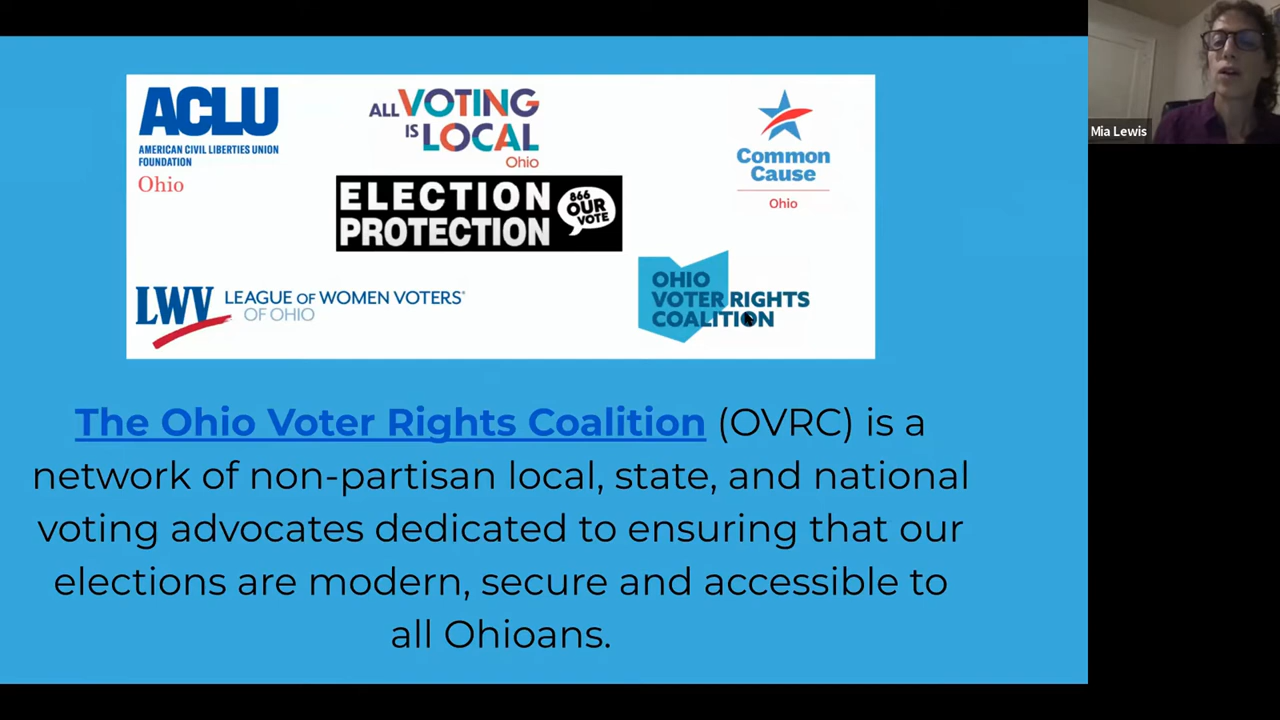 ACLU
AMERICAN CIVIL LIBERTIES UNION
FOUNDATION
Ohio
ALL VOTING
IS LOCAL
Ohio
Common
Cause
Ohio
ELECTION
PROTECTION
866
OUR
VOTE
LWV LEAGUE OF WOMEN VOTERS®
OF OHIO
OHIO
VOTER RIGHTS
COALITION
The Ohio Voter Rights Coalition (OVRC) is a
network of non-partisan local, state, and national
voting advocates dedicated to ensuring that our
elections are modern, secure and accessible to
all Ohioans.
Mia Lewis